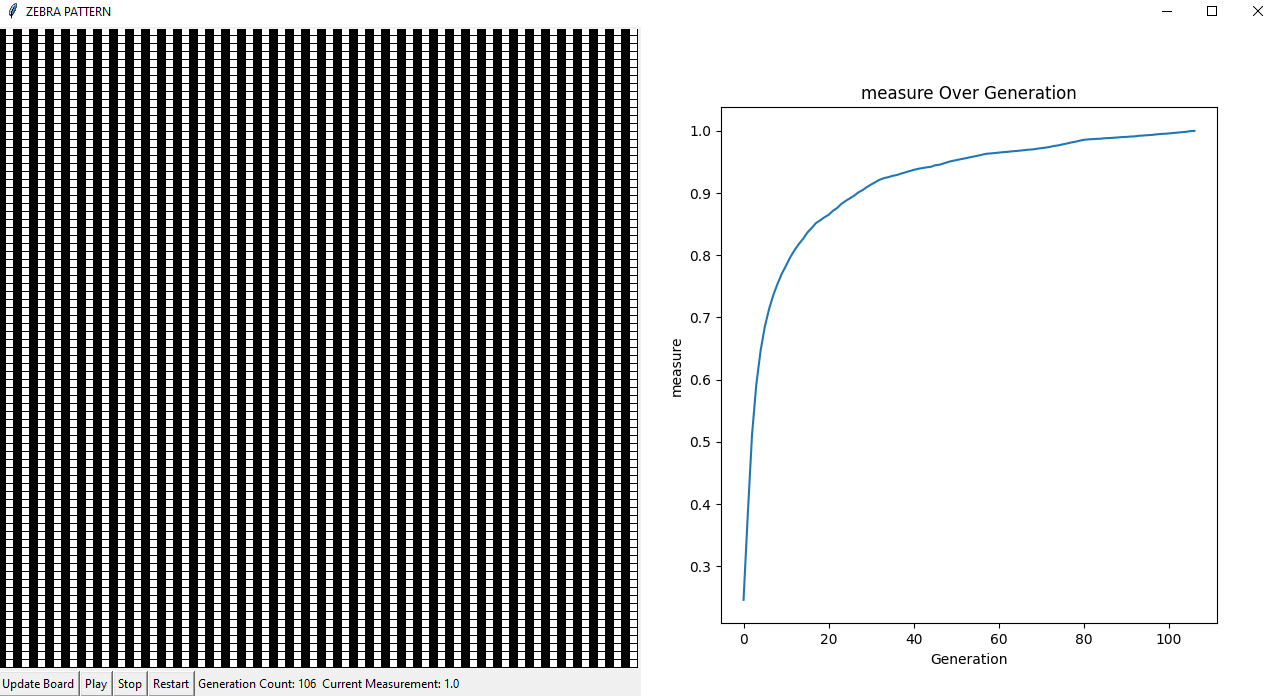 ZEBRA PATTERN
measure Over Generation
1.0
0.9
0.8
0.7
0.6
0.5
0.4
0.3
measure
0 20 40 60 80 100
Generation
Update Board Play Stop Restart Generation Count: 106 Current Measurement: 1.0